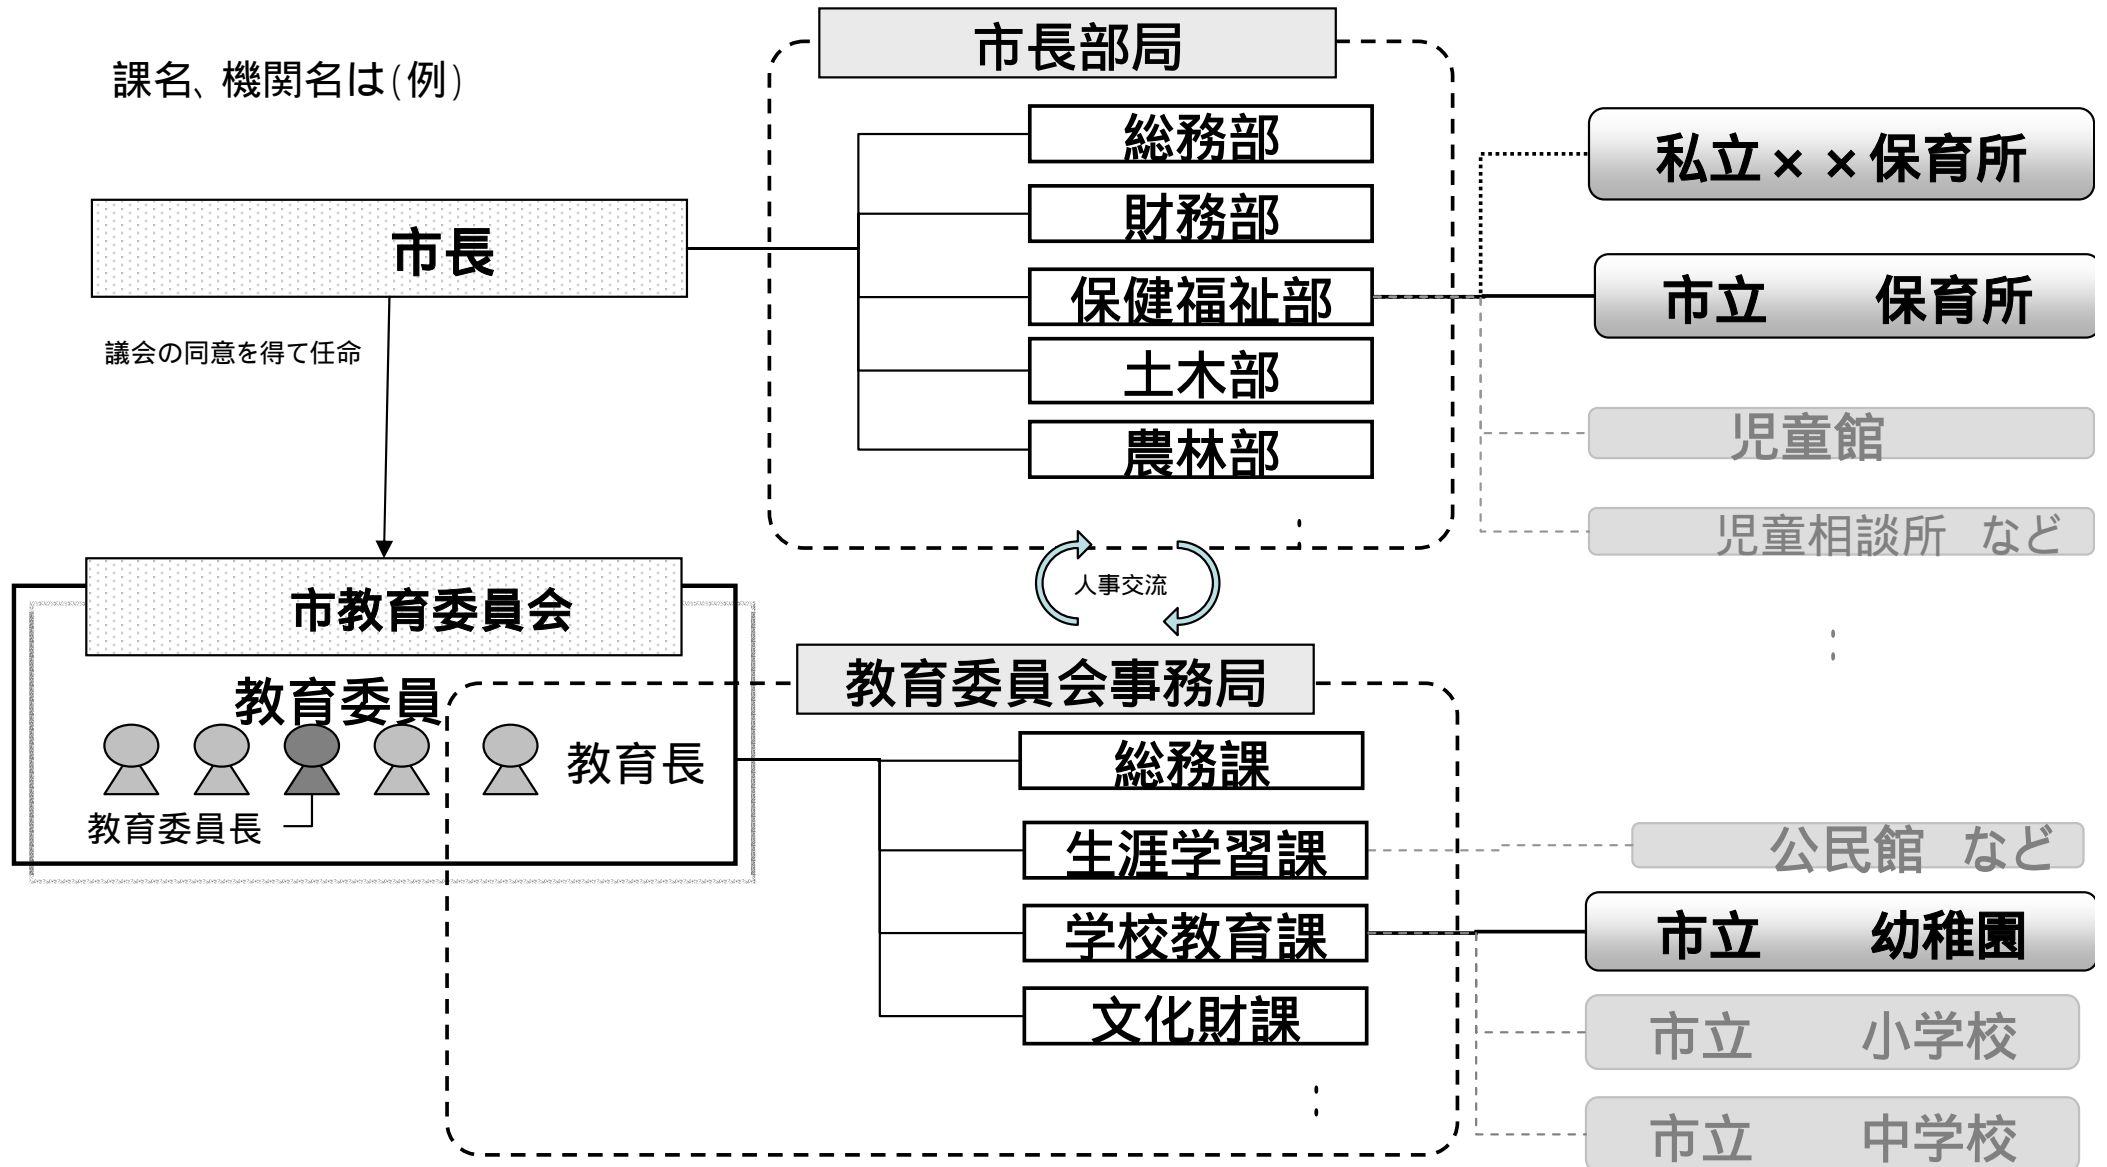 課名、機関名は(例)
市長部局
総務部
財務部
保健福祉部
土木部
農林部
私立××保育所
市立　　保育所
児童館
児童相談所　など
市長
議会の同意を得て任命
人事交流
市教育委員会
教育委員
教育長
教育委員長
教育委員会事務局
総務課
生涯学習課
学校教育課
文化財課
公民館　など
市立　　幼稚園
市立　　小学校
市立　　中学校